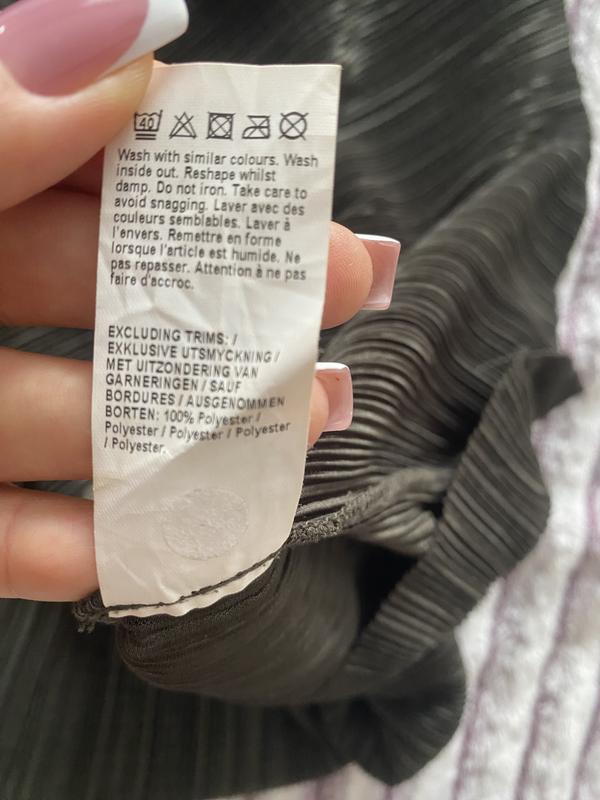 40
Wash with similar colours. Wash
inside out. Reshape whilst
damp. Do not iron. Take care to
avoid snagging. Laver avec des
couleurs semblables. Laver à
l'envers. Remettre en forme
lorsque l'article est humide. Ne
pas repasser. Attention à ne pas
faire d'accroc.
EXCLUDING TRIMS: /
EXKLUSIVE UTSMYCKNING /
MET UITZONDERING VAN
GARNERINGEN / SAUF
BORDURES / AUSGENOMMEN
BORTEN: 100% Polyester /
Polyester / Polyester / Polyester
/ Polyester.